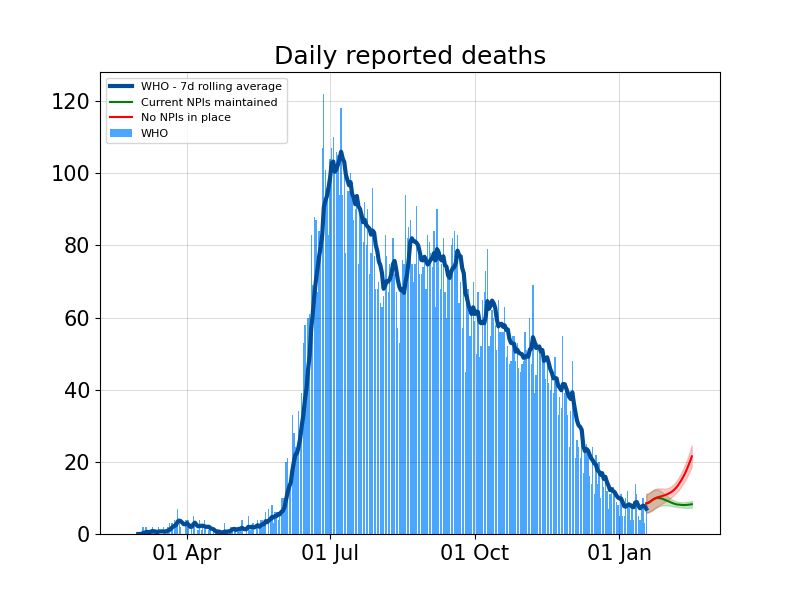 Daily reported deaths
WHO - 7d rolling average
Current NPIs maintained
No NPIs in place
WHO
120
100
80
60
40
20
0
01 Apr
01 Jul
01 Oct
01 Jan